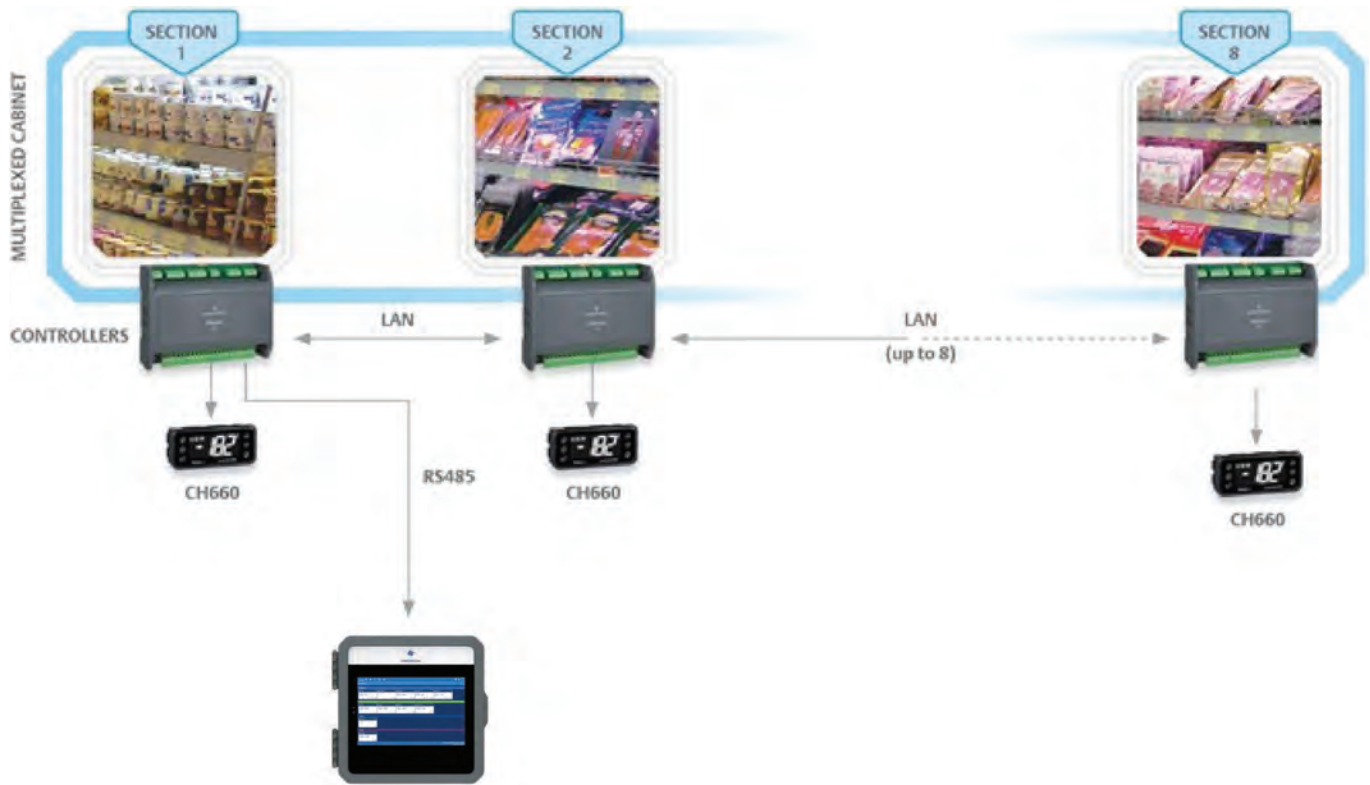 SECTION
1
SECTION
2
SECTION
8
MULTIPLEXED CABINET
CONTROLLERS
LAN
LAN
(up to 8)
CH660
CH660
CH660
RS485